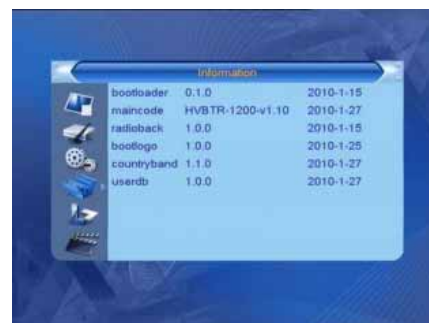 Information
bootloader 0.1.0 2010-1-15
maincode HVBTR-1200-v1.10 2010-1-27
radioback 1.0.0 2010-1-15
bootlogo 1.0.0 2010-1-25
countryband 1.1.0 2010-1-27
userdb 1.0.0 2010-1-27